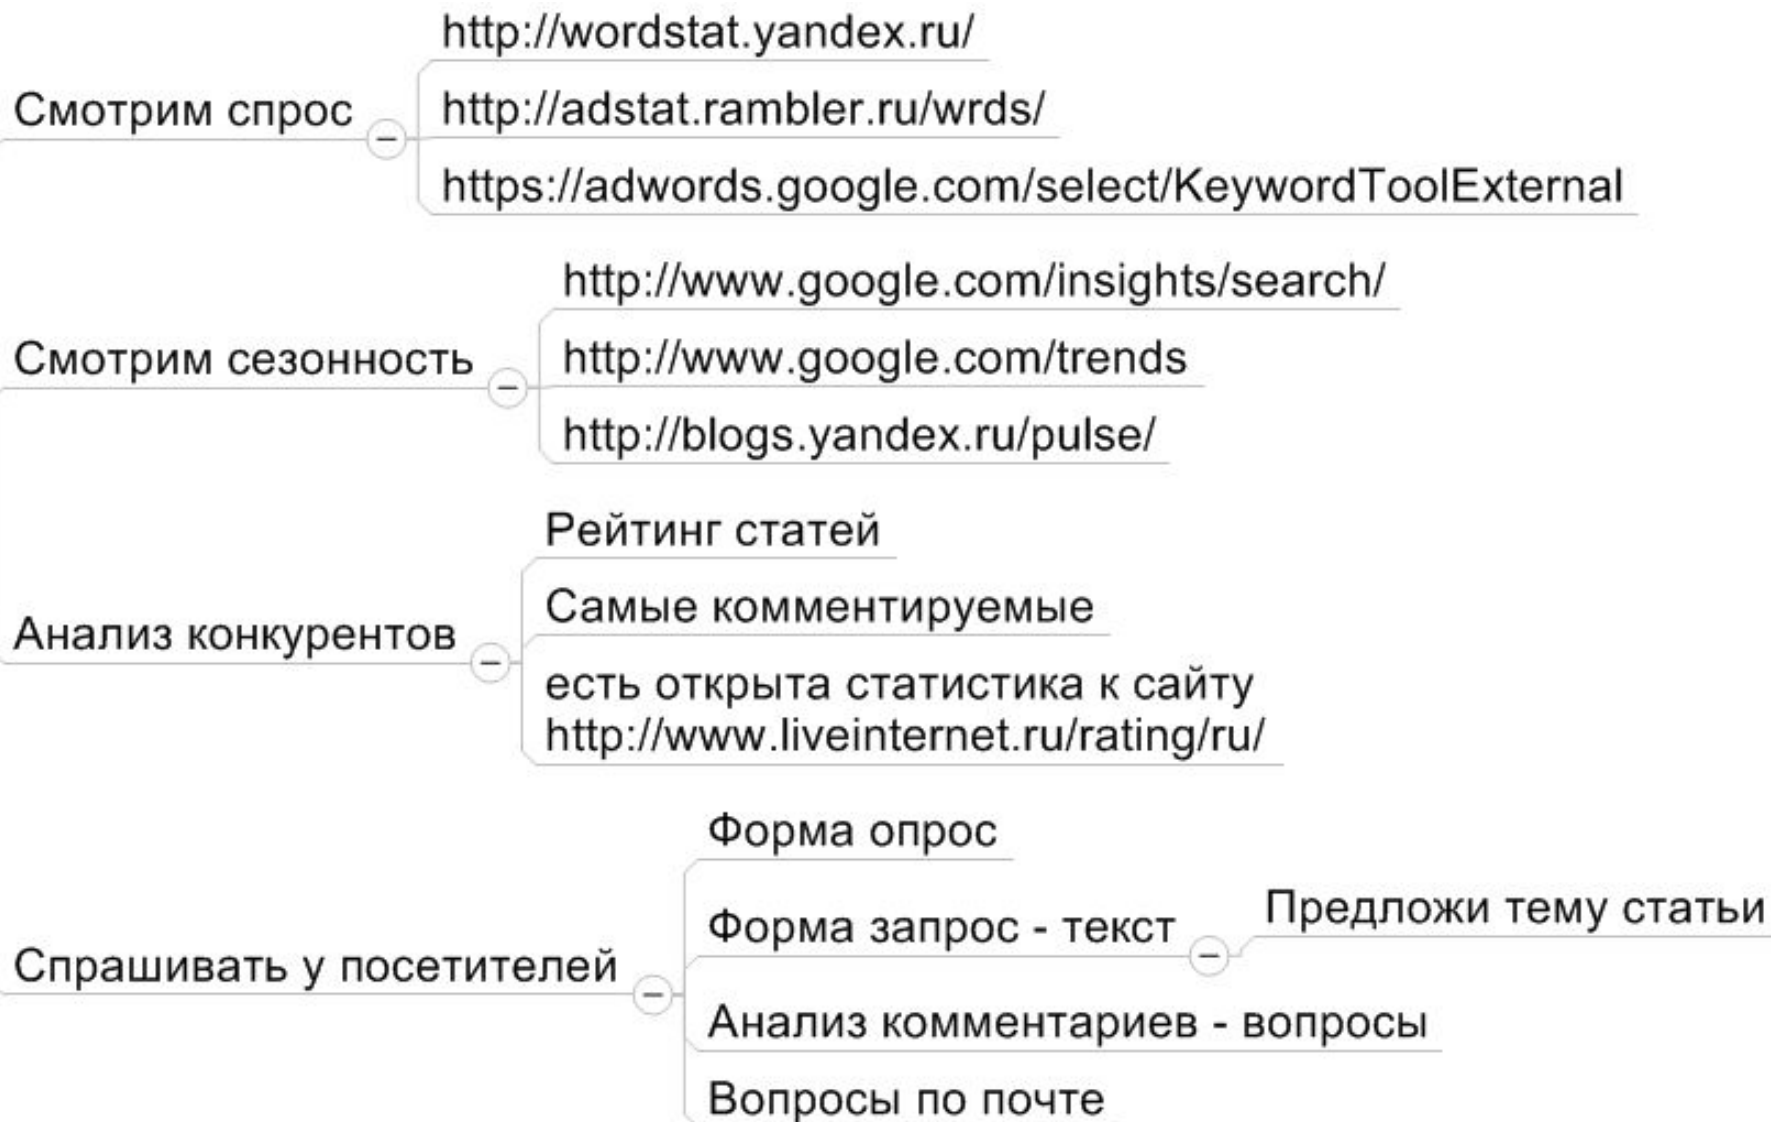 http://wordstat.yandex.ru/
Смотрим спрос
http://adstat.rambler.ru/wrds/
https://adwords.google.com/select/KeywordToolExternal
http://www.google.com/insights/search/
Смотрим сезонность
http://www.google.com/trends
http://blogs.yandex.ru/pulse/
Рейтинг статей
Самые комментируемые
Анализ конкурентов
есть открыта статистика к сайту
http://www.liveinternet.ru/rating/ru/
Форма опрос
Форма запрос - текст
Предложи тему статьи
Спрашивать у посетителей
Анализ комментариев - вопросы
Вопросы по почте